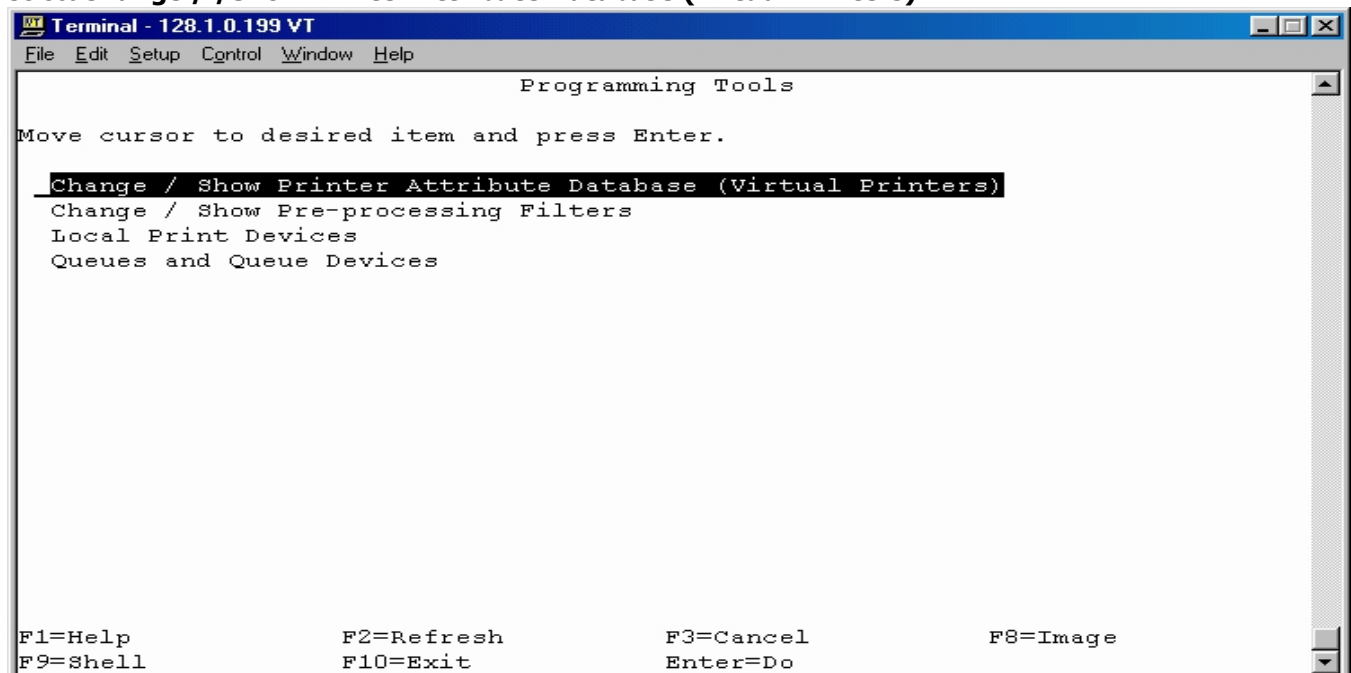 Terminal - 128.1.0.199 VT
File Edit Setup Control Window Help
Programming Tools
Move cursor to desired item and press Enter.
Change / Show Printer Attribute Database (Virtual Printers)
Change / Show Pre-processing Filters
Local Print Devices
Queues and Queue Devices
F1=Help F2=Refresh F3=Cancel F8=Image
F9=Shell F10=Exit Enter=Do